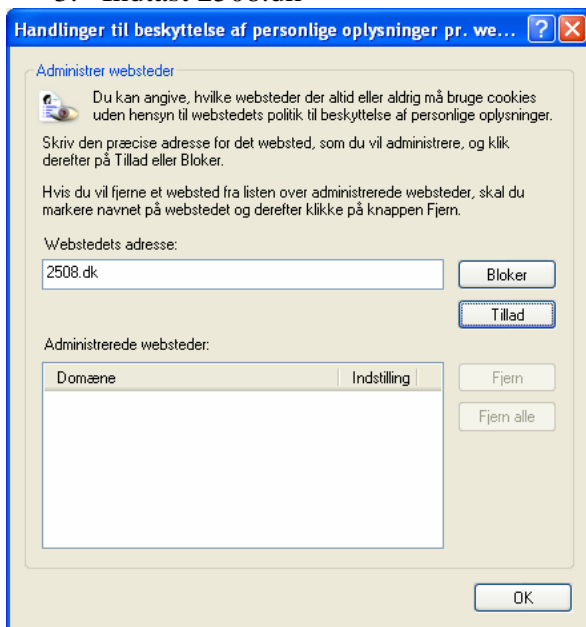 5. Indtast 2508.dk
Handlinger til beskyttelse af personlige oplysninger pr. we...
Administrer websteder
Du kan angive, hvilke websteder der altid eller aldrig må bruge cookies
uden hensyn til webstedets politik til beskyttelse af personlige oplysninger.
Skriv den præcise adresse for det websted, som du vil administrere, og klik
derefter på Tillad eller Bloker.
Hvis du vil fjerne et websted fra listen over administrerede websteder, skal du
markere navnet på webstedet og derefter klikke på knappen Fjern.
Webstedets adresse:
2508.dk
Bloker
Tillad
Administrerede websteder:
Domæne Indstilling
Fjern
Fjern alle
OK